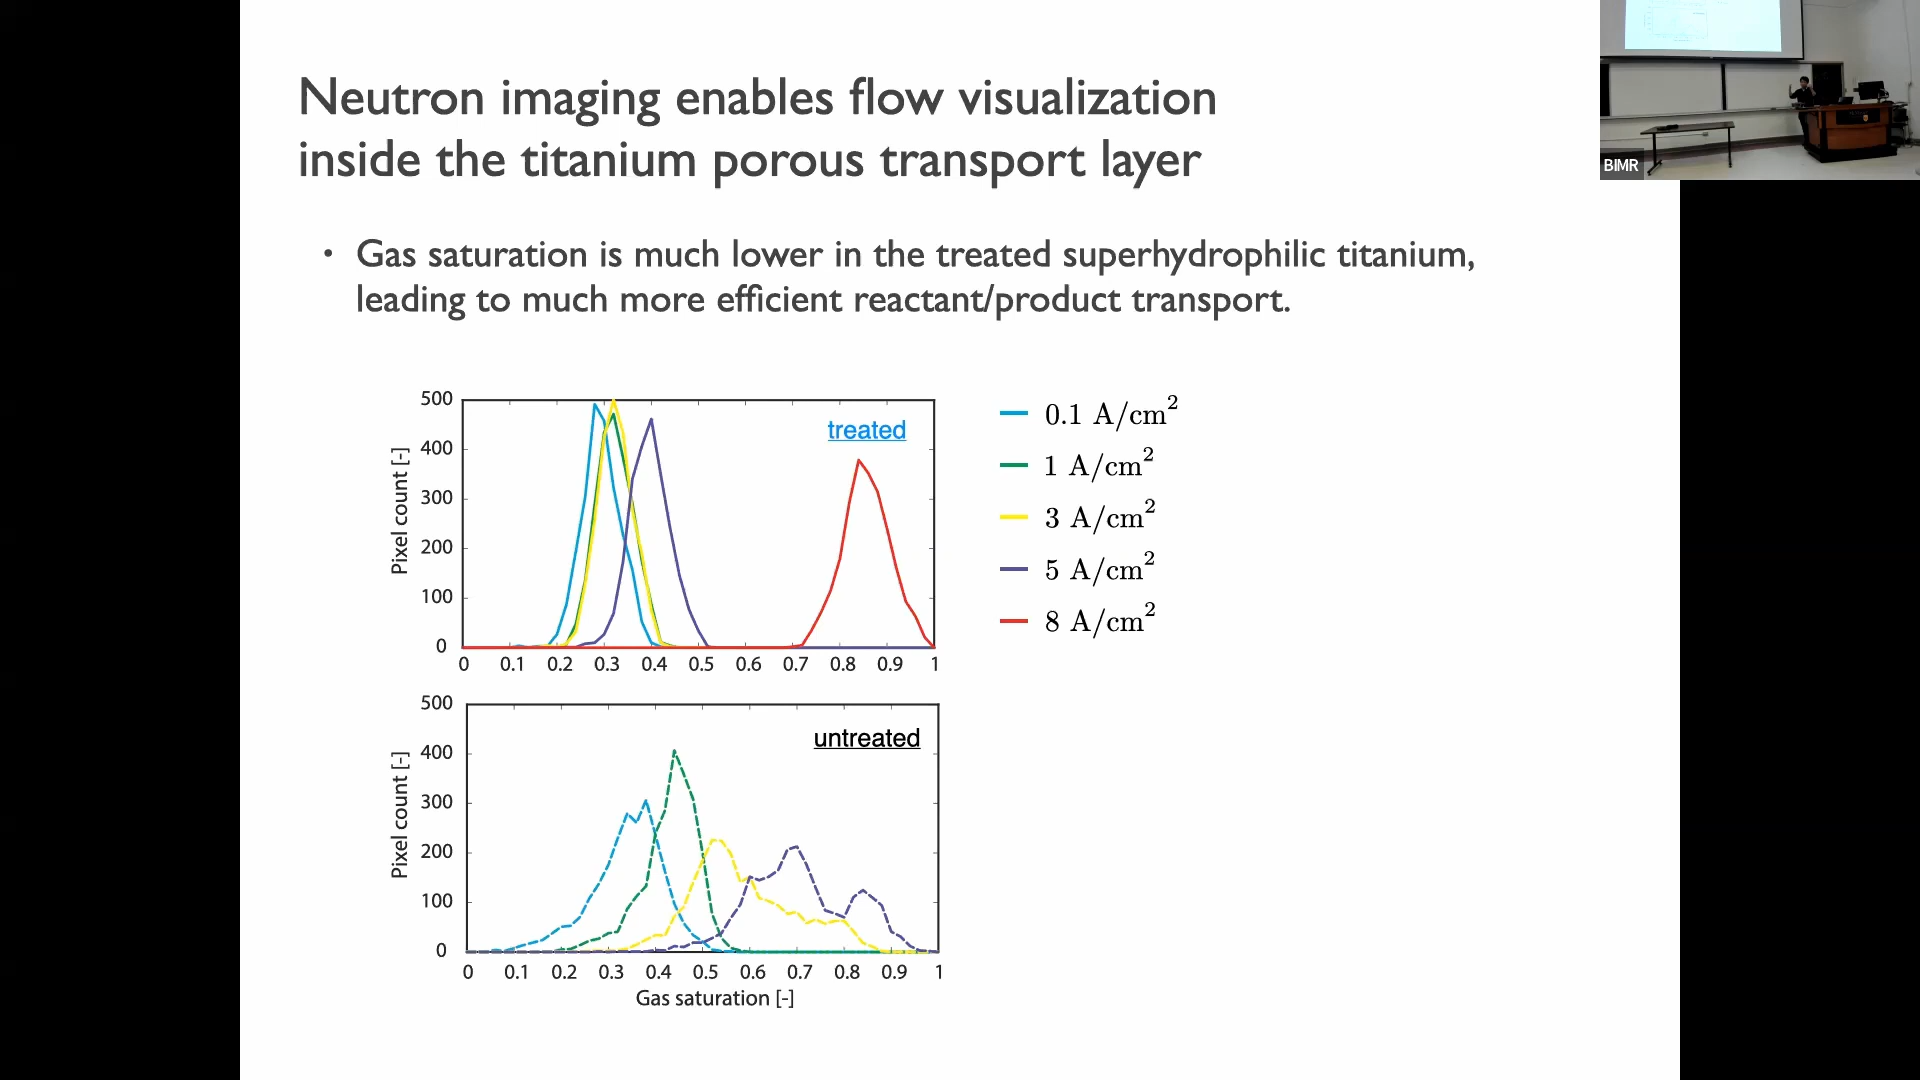 Neutron imaging enables flow visualization
inside the titanium porous transport layer
• Gas saturation is much lower in the treated superhydrophilic titanium,
leading to much more efficient reactant/product transport.
500
400
300
200
100
0
Pixel count [-]
treated
0 0.1 0.2 0.3 0.4 0.5 0.6 0.7 0.8 0.9 1
0.1 A/cm²
1 A/cm²
3 A/cm²
5 A/cm²
8 A/cm²
500
400
300
200
100
0
Pixel count [-]
untreated
0 0.1 0.2 0.3 0.4 0.5 0.6 0.7 0.8 0.9 1
Gas saturation [-]
BIMR